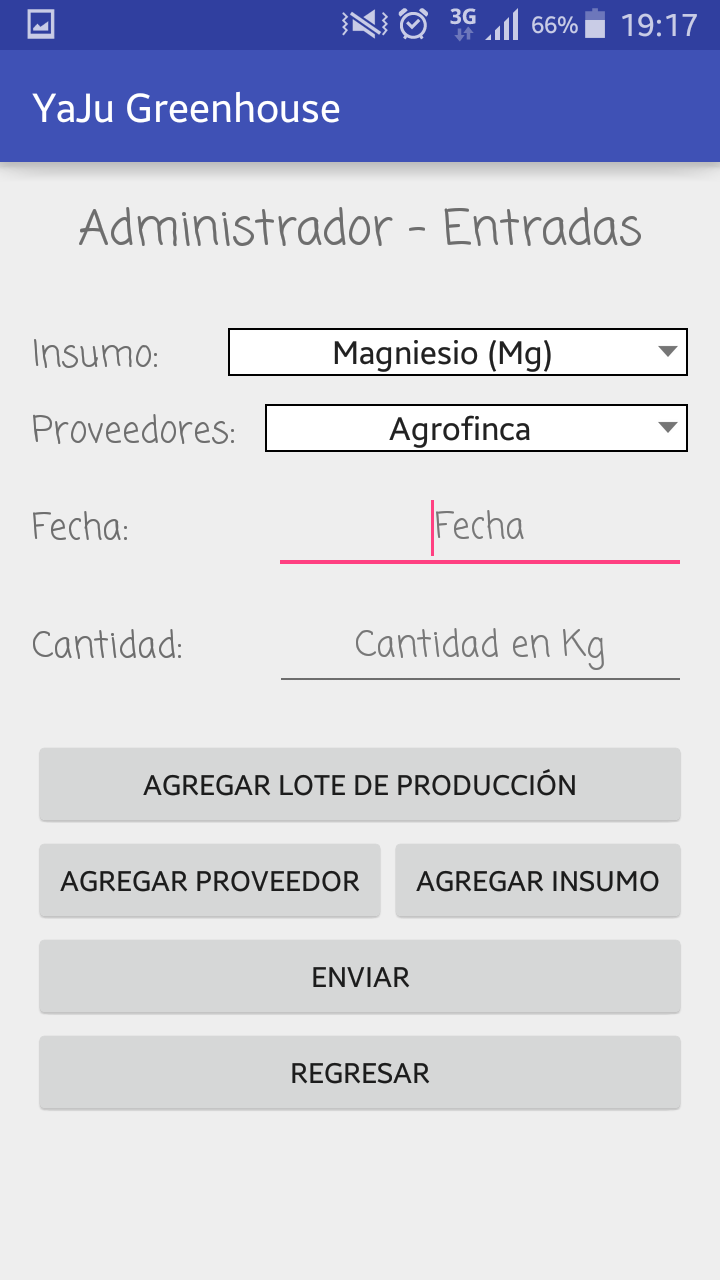 3G 66% 19:17
YaJu Greenhouse
Administrador - Entradas
Insumo: Magniesio (Mg)
Proveedores: Agrofinca
Fecha: Fecha
Cantidad: Cantidad en Kg
AGREGAR LOTE DE PRODUCCIÓN
AGREGAR PROVEEDOR AGREGAR INSUMO
ENVIAR
REGRESAR